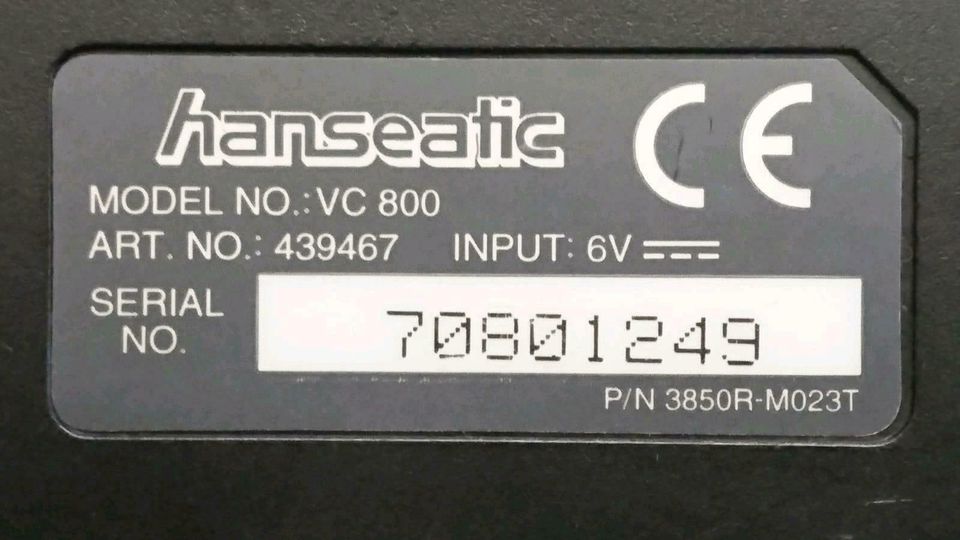 hanseatic CE
MODEL NO.: VC 800
ART. NO.: 439467 INPUT: 6V ⎓
SERIAL NO. 70801249
P/N 3850R-M023T